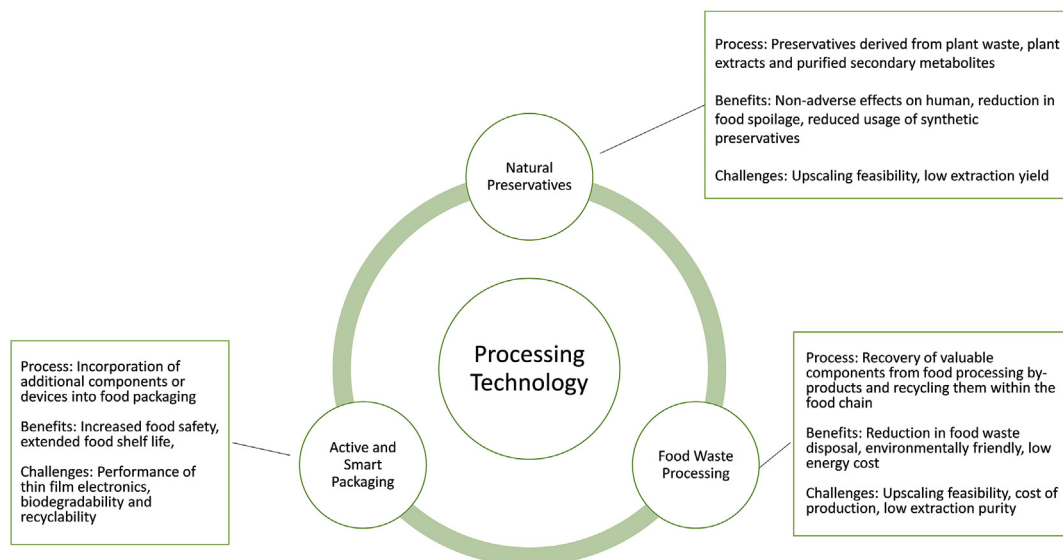 Process: Preservatives derived from plant waste, plant
extracts and purified secondary metabolites
Benefits: Non-adverse effects on human, reduction in
food spoilage, reduced usage of synthetic
preservatives
Challenges: Upscaling feasibility, low extraction yield
Natural
Preservatives
Processing
Technology
Process: Incorporation of
additional components or
devices into food packaging
Benefits: Increased food safety,
extended food shelf life,
Challenges: Performance of
thin film electronics,
biodegradability and
recyclability
Active and
Smart
Packaging
Food Waste
Processing
Process: Recovery of valuable
components from food processing by-
products and recycling them within the
food chain
Benefits: Reduction in food waste
disposal, environmentally friendly, low
energy cost
Challenges: Upscaling feasibility, cost of
production, low extraction purity